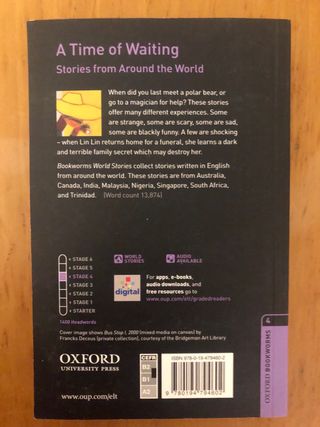 A Time of Waiting
Stories from Around the World
When did you last meet a polar bear, or
go to a magician for help? These stories
offer many different experiences. Some
are strange, some are scary, some are sad,
some are blackly funny. A few are shocking
– when Lin Lin returns home for a funeral, she learns a dark
and terrible family secret which may destroy her.
Bookworms World Stories collect stories written in English
from around the world. These stories are from Australia,
Canada, India, Malaysia, Nigeria, Singapore, South Africa,
and Trinidad. (Word count 13,874)
• STAGE 6
• STAGE 5
• STAGE 4
• STAGE 3
• STAGE 2
• STAGE 1
• STARTER
1400 Headwords
WORLD
STORIES
AUDIO
AVAILABLE
digital
For apps, e-books,
audio downloads, and
free resources go to
www.oup.com/elt/gradedreaders
Cover image shows Bus Stop I, 2000 (mixed media on canvas) by
Francks Deceus (private collection), courtesy of the Bridgeman Art Library
4
OXFORD BOOKWORMS
OXFORD
UNIVERSITY PRESS
www.oup.com/elt
CEFR
B2
B1
A2
ISBN 978-0-19-479460-2
9 780194 794602